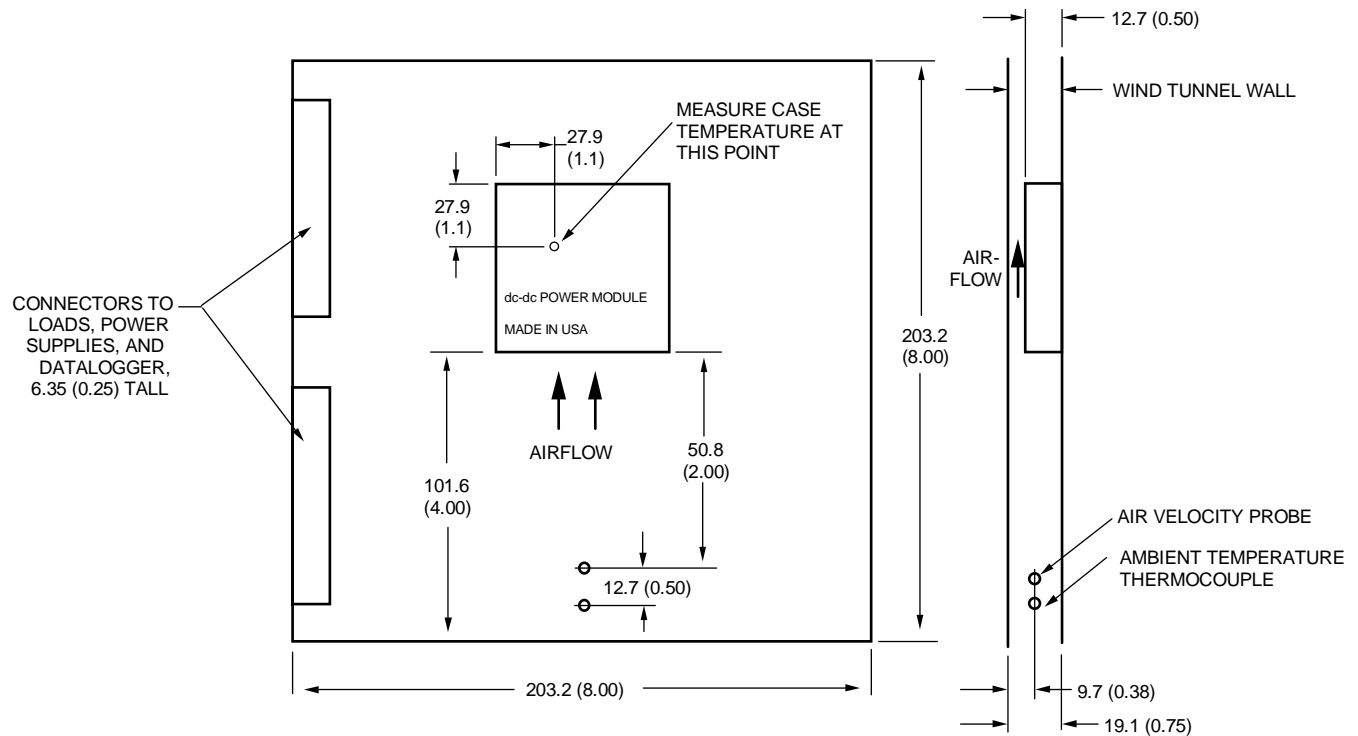 12.7 (0.50)
WIND TUNNEL WALL
MEASURE CASE
TEMPERATURE AT
THIS POINT
27.9
(1.1)
27.9
(1.1)
dc-dc POWER MODULE
MADE IN USA
AIR-
FLOW
CONNECTORS TO
LOADS, POWER
SUPPLIES, AND
DATALOGGER,
6.35 (0.25) TALL
203.2
(8.00)
AIRFLOW
50.8
(2.00)
101.6
(4.00)
12.7 (0.50)
AIR VELOCITY PROBE
AMBIENT TEMPERATURE
THERMOCOUPLE
203.2 (8.00)
9.7 (0.38)
19.1 (0.75)